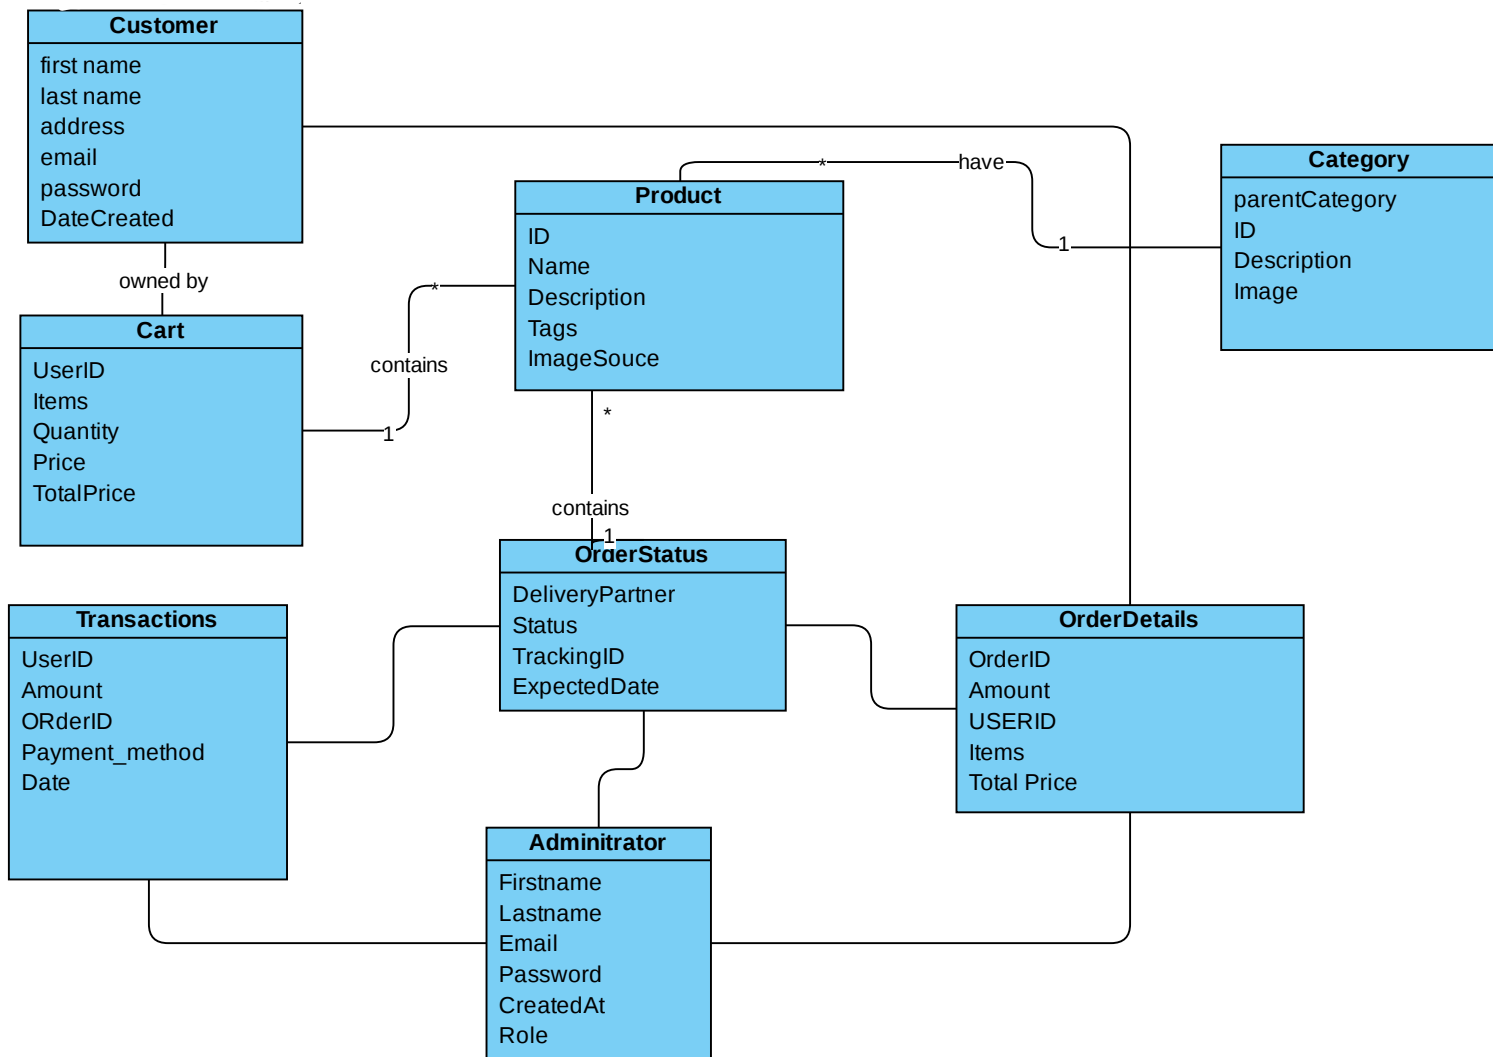 Customer
first name
last name
address
email
password
DateCreated
owned by
Cart
UserID
Items
Quantity
Price
TotalPrice
*
contains
1
Product
ID
Name
Description
Tags
ImageSouce
*
have
1
Category
parentCategory
ID
Description
Image
*
contains
1
OrderStatus
DeliveryPartner
Status
TrackingID
ExpectedDate
Transactions
UserID
Amount
ORderID
Payment_method
Date
OrderDetails
OrderID
Amount
USERID
Items
Total Price
Adminitrator
Firstname
Lastname
Email
Password
CreatedAt
Role